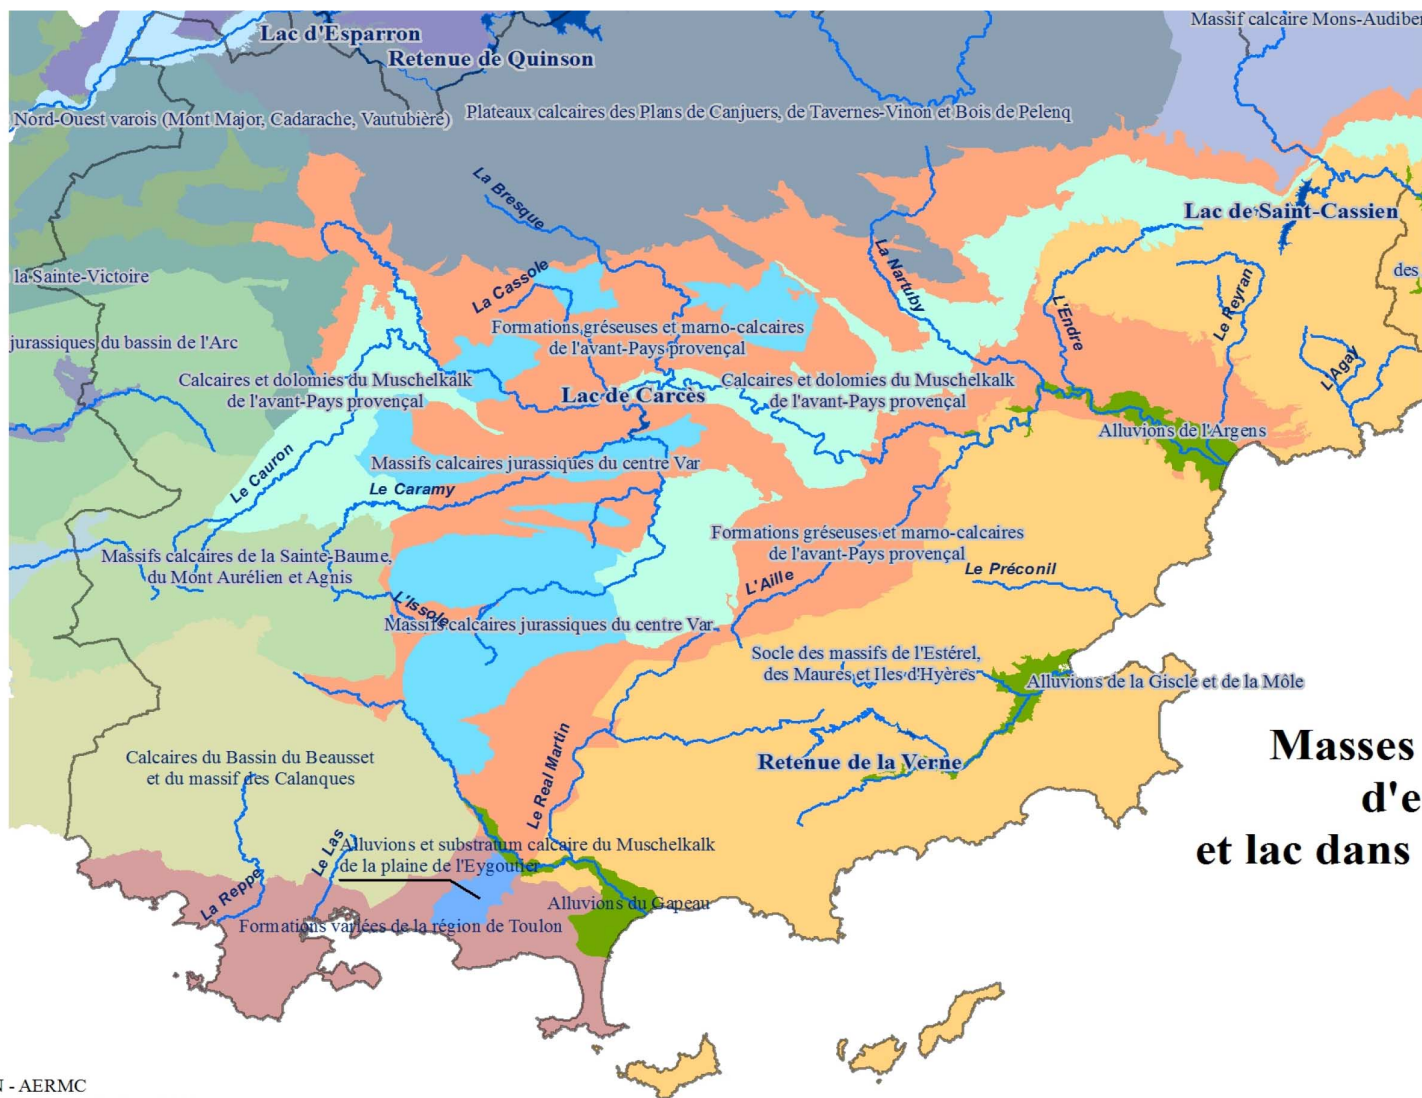 Massif calcaire Mons-Audiber
Lac d'Esparron
Retenue de Quinson
Plateaux calcaires des Plans de Canjuers, de Tavernes-Vinon et Bois de Pelenq
Nord-Ouest varois (Mont Major, Cadarache, Vautubière)
La Bresque
Lac de Saint-Cassien
La Nartuby
la Sainte-Victoire
des
La Cassole
L'Endre
Le Reyran
Formations gréseuses et marno-calcaires
de l'avant-Pays provençal
jurassiques du bassin de l'Arc
L'Agay
Calcaires et dolomies du Muschelkalk
de l'avant-Pays provençal
Lac de Carcès
Calcaires et dolomies du Muschelkalk
de l'avant-Pays provençal
Alluvions de l'Argens
Le Cauron
Massifs calcaires jurassiques du centre Var
Le Caramy
Formations gréseuses et marno-calcaires
de l'avant-Pays provençal
Massifs calcaires de la Sainte-Baume,
du Mont Aurélien et Agnis
L'Aille
Le Préconil
L'Issole
Massifs calcaires jurassiques du centre Var
Socle des massifs de l'Estérel,
des Maures et Iles d'Hyères
Alluvions de la Giscle et de la Môle
Masses
d'e
et lac dans
Calcaires du Bassin du Beausset
et du massif des Calanques
Le Real Martin
Retenue de la Verne
Le Las
Alluvions et substratum calcaire du Muschelkalk
de la plaine de l'Eygoutier
La Reppe
Alluvions du Gapeau
Formations variées de la région de Toulon
- AERMC